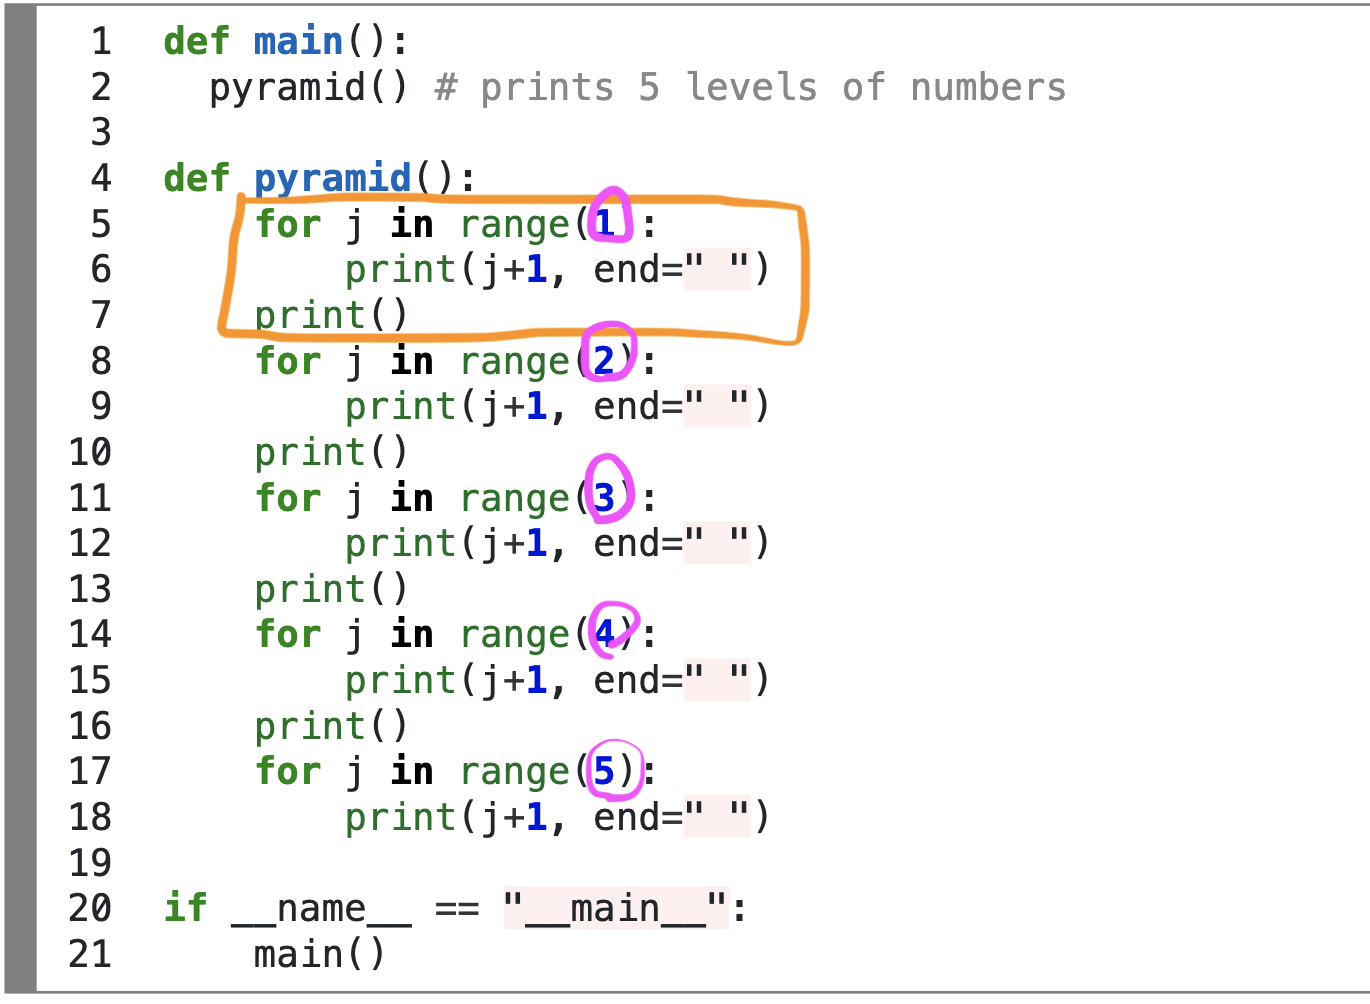 1 def main():
2 pyramid() # prints 5 levels of numbers
3
4 def pyramid():
5 for j in range(1 :
6 print(j+1, end=" ")
7 print()
8 for j in range(2):
9 print(j+1, end=" ")
10 print()
11 for j in range(3):
12 print(j+1, end=" ")
13 print()
14 for j in range(4):
15 print(j+1, end=" ")
16 print()
17 for j in range(5):
18 print(j+1, end=" ")
19
20 if __name__ == "__main__":
21 main()